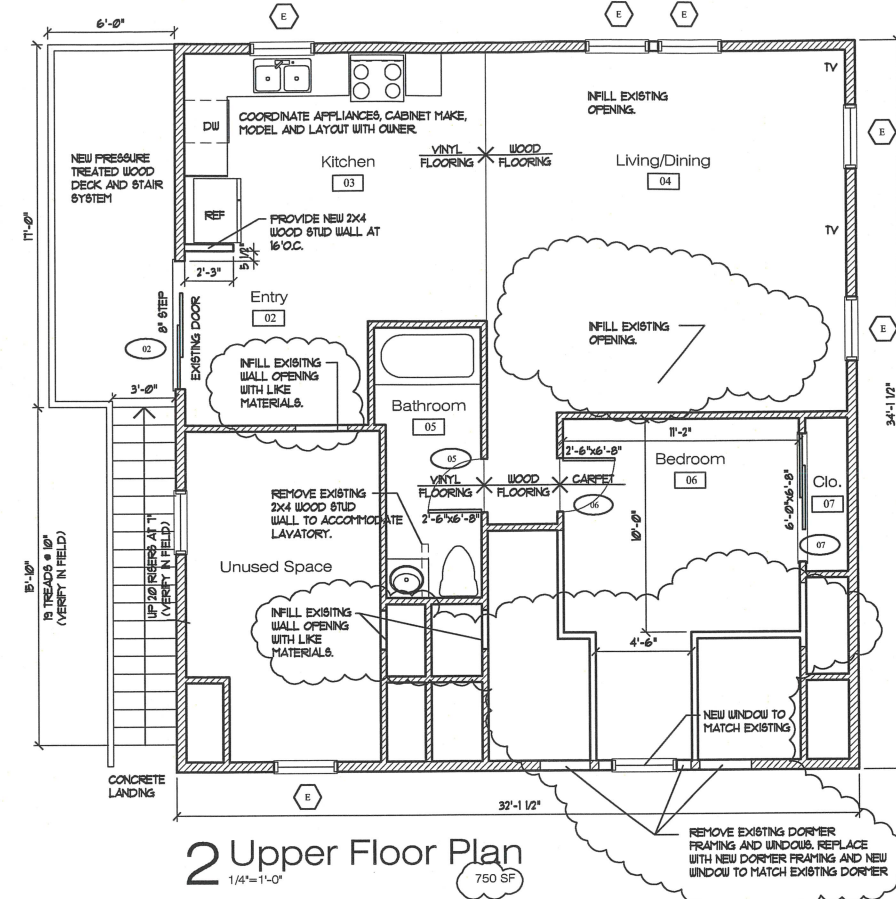 6'-0"
E
E
E
TV
COORDINATE APPLIANCES, CABINET MAKE,
MODEL AND LAYOUT WITH OWNER.
DW
INFILL EXISTING
OPENING.
E
NEW PRESSURE
TREATED WOOD
DECK AND STAIR
SYSTEM
Kitchen
03
VINYL
FLOORING
WOOD
FLOORING
Living/Dining
04
REF
PROVIDE NEW 2X4
WOOD STUD WALL AT
16"O.C.
TV
17'-0"
2'-3"
5 1/2"
Entry
02
8" STEP
EXISTING DOOR
02
INFILL EXISTING
OPENING.
E
INFILL EXISITNG
WALL OPENING
WITH LIKE
MATERIALS.
3'-0"
34'-1 1/2"
Bathroom
05
11'-2"
05
2'-6"x6'-8"
Bedroom
06
VINYL
FLOORING
WOOD
FLOORING
CARPET
06
6'-0"x6'-8"
Clo.
07
07
REMOVE EXISTING
2X4 WOOD STUD
WALL TO ACCOMMODATE
LAVATORY.
2'-6"x6'-8"
10'-0"
15'-10"
19 TREADS @ 10"
(VERIFY IN FIELD)
UP 20 RISERS AT 7"
(VERIFY IN FIELD)
Unused Space
INFILL EXISITNG
WALL OPENING
WITH LIKE
MATERIALS.
4'-6"
NEW WINDOW TO
MATCH EXISTING
CONCRETE
LANDING
E
32'-1 1/2"
2 Upper Floor Plan
1/4"=1'-0"
750 SF
REMOVE EXISTING DORMER
FRAMING AND WINDOWS. REPLACE
WITH NEW DORMER FRAMING AND NEW
WINDOW TO MATCH EXISTING DORMER